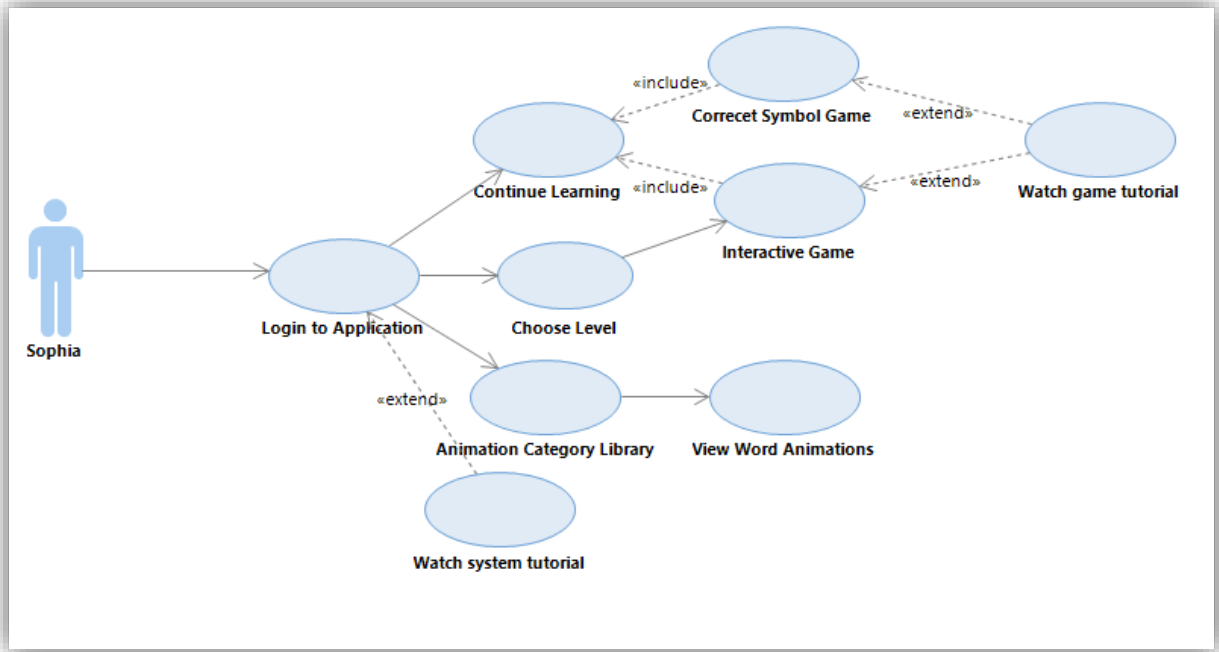 «include»
Correcet Symbol Game
«extend»
Continue Learning
«include»
«extend»
Watch game tutorial
Interactive Game
Login to Application
Choose Level
Sophia
«extend»
Animation Category Library
View Word Animations
Watch system tutorial